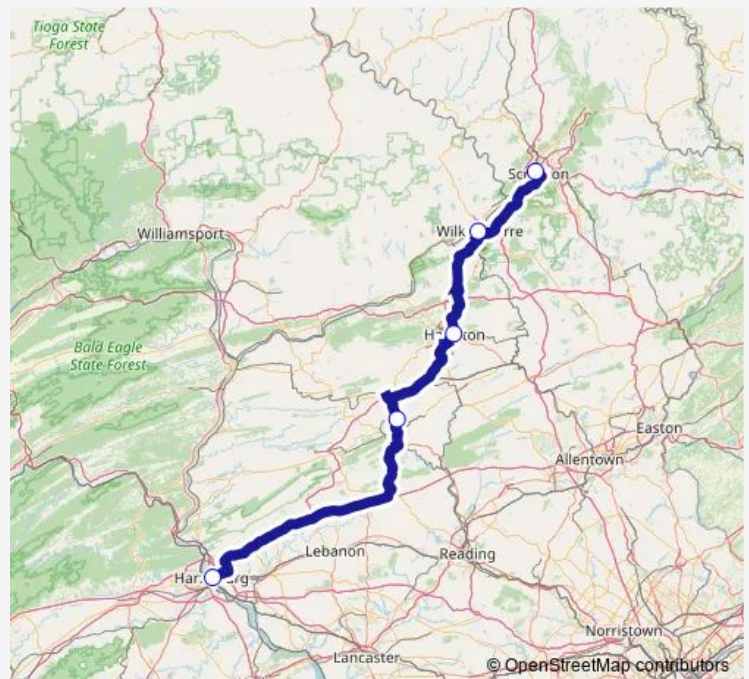 Tioga State
Forest
Williamsport
Bald Eagle
State Forest
Easton
Allentown
Lebanon
Reading
Norristown
Lancaster
© OpenStreetMap contributors